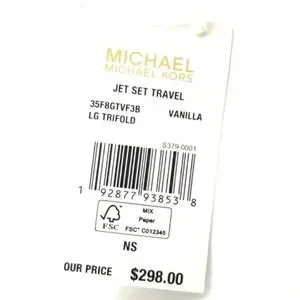 MICHAEL
MICHAEL KORS
JET SET TRAVEL
35F8GTVF3B VANILLA
LG TRIFOLD
S379-0001
1 92877 93853 8
MIX
Paper
FSC FSC® C012345
NS
OUR PRICE $298.00